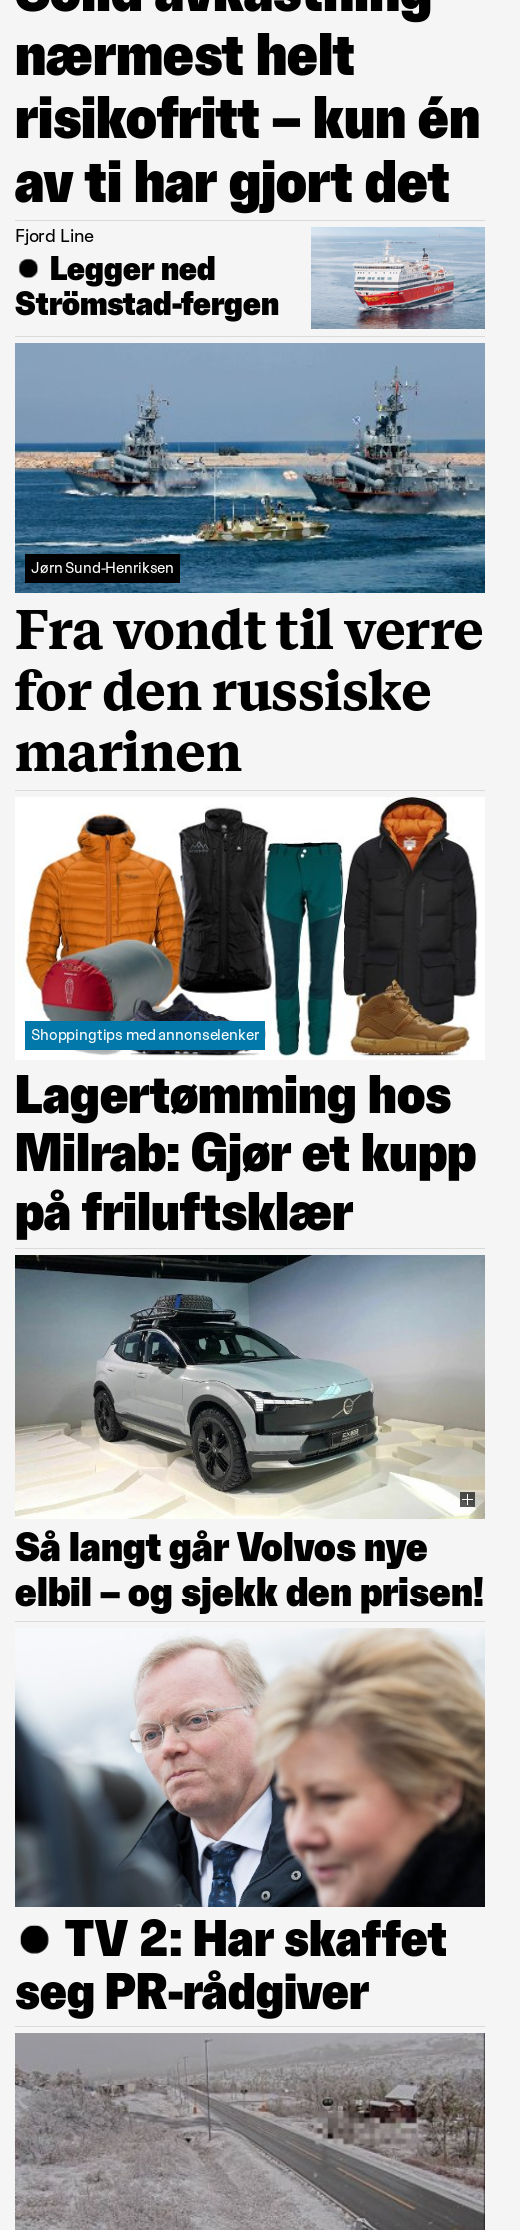 nærmest helt
risikofritt – kun én
av ti har gjort det
Fjord Line
Legger ned
Strömstad-fergen
Jørn Sund-Henriksen
Fra vondt til verre
for den russiske
marinen
Shoppingtips med annonselenker
Lagertømming hos
Milrab: Gjør et kupp
på friluftsklær
Så langt går Volvos nye
elbil – og sjekk den prisen!
TV 2: Har skaffet
seg PR-rådgiver